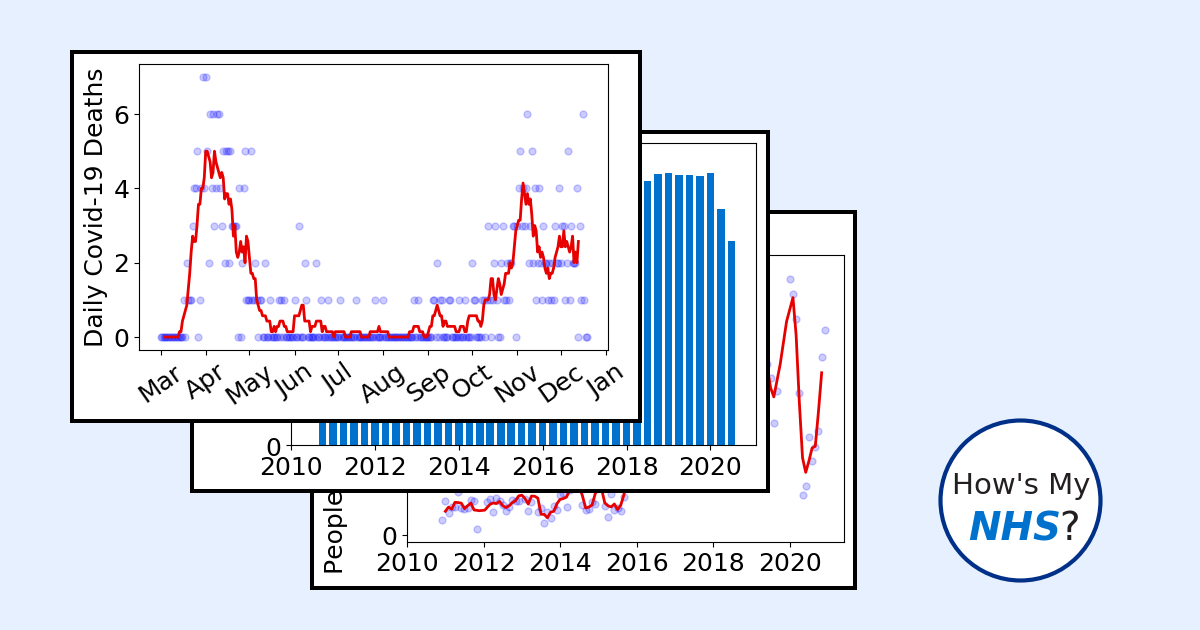 Daily Covid-19 Deaths
6
4
2
0
Mar Apr May Jun Jul Aug Sep Oct Nov Dec Jan
0
2010 2012 2014 2016 2018 2020
People
0
2010 2012 2014 2016 2018 2020
How's My
NHS?